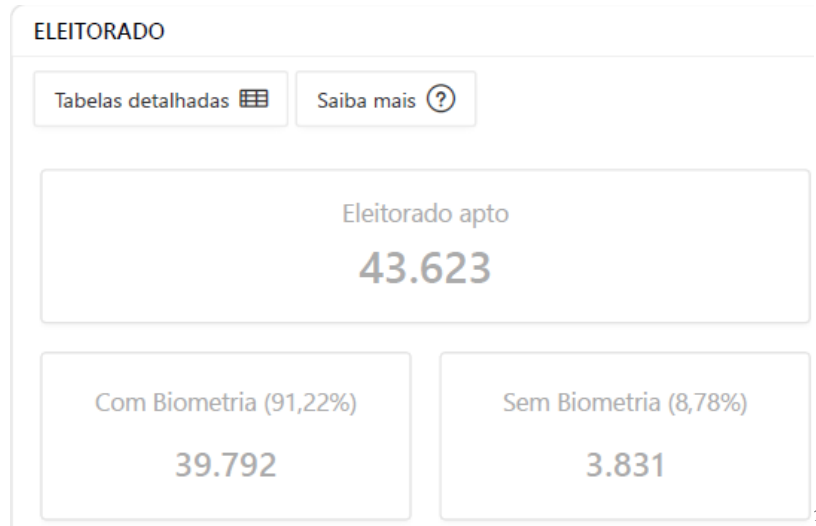 ELEITORADO
Tabelas detalhadas
Saiba mais ?
Eleitorado apto
43.623
Com Biometria (91,22%)
39.792
Sem Biometria (8,78%)
3.831